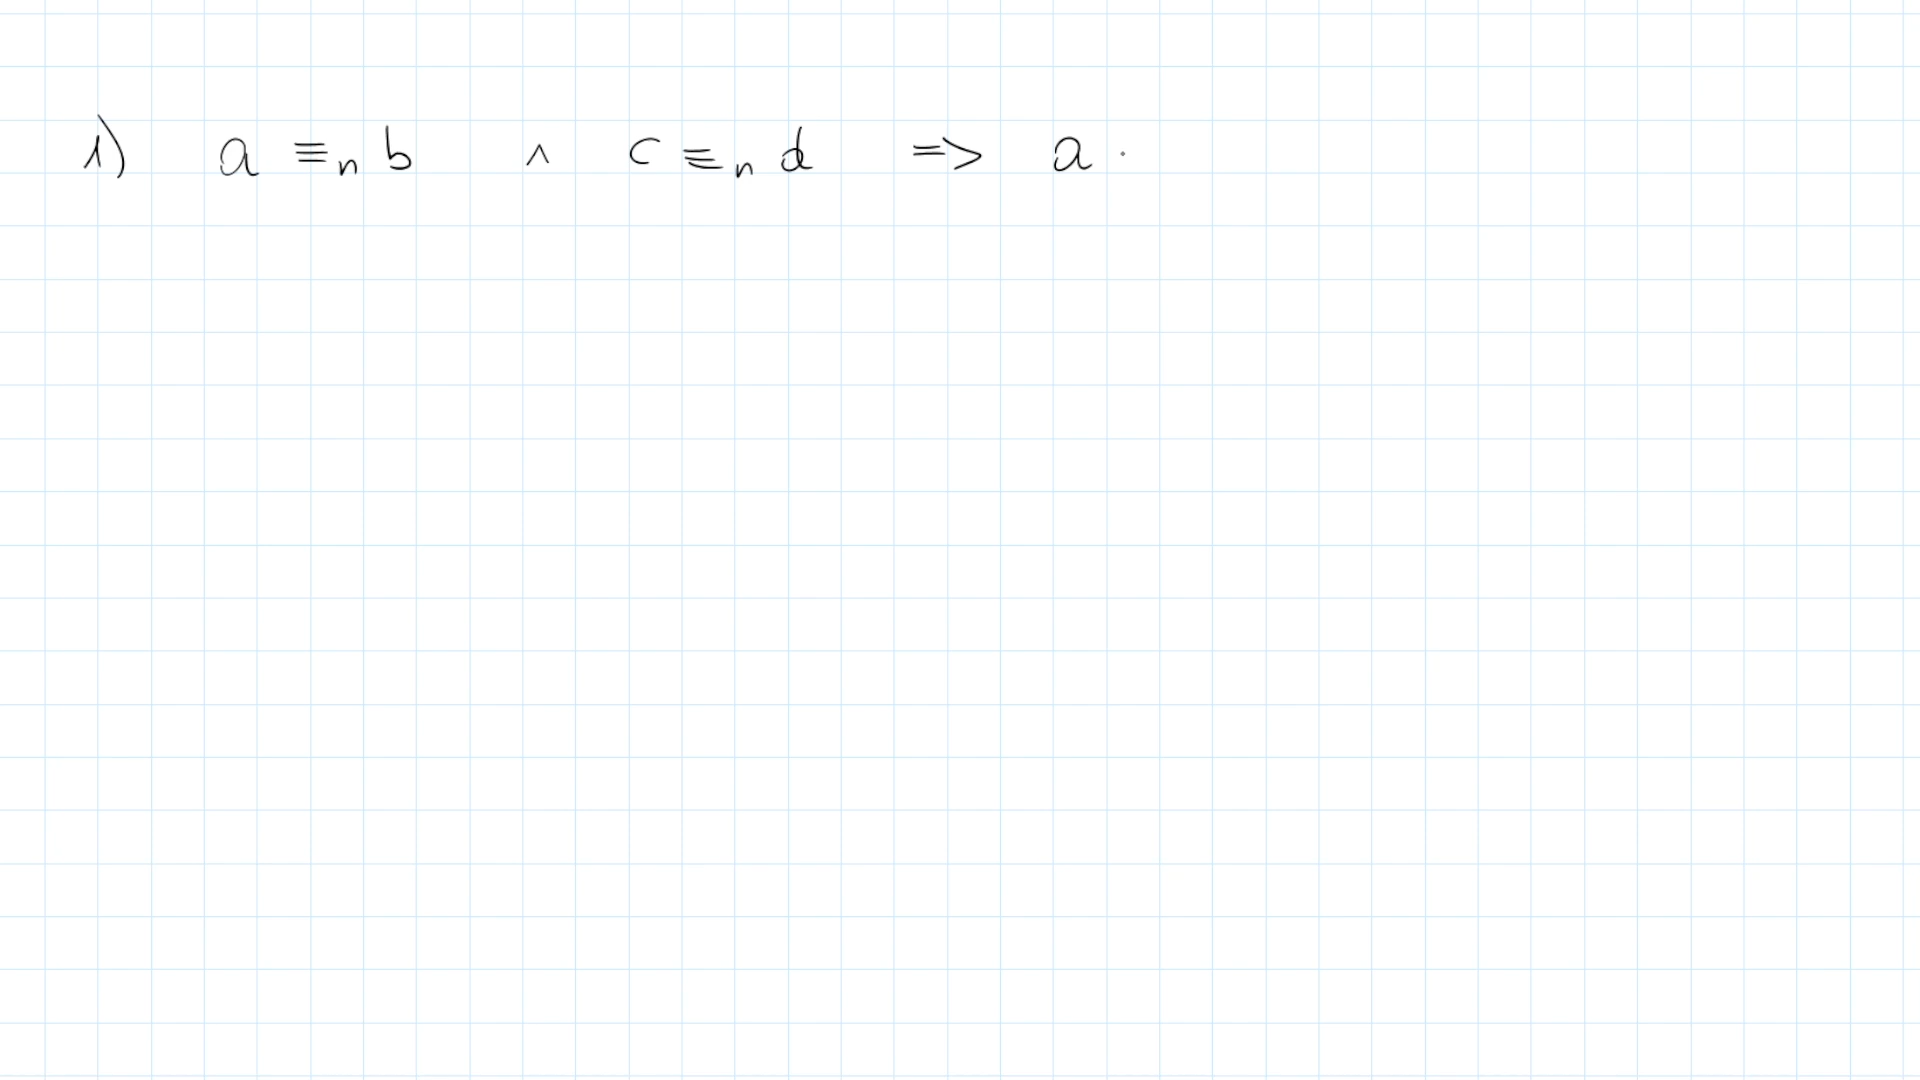 1) a ≡ₙ b ∧ c ≡ₙ d => a ·